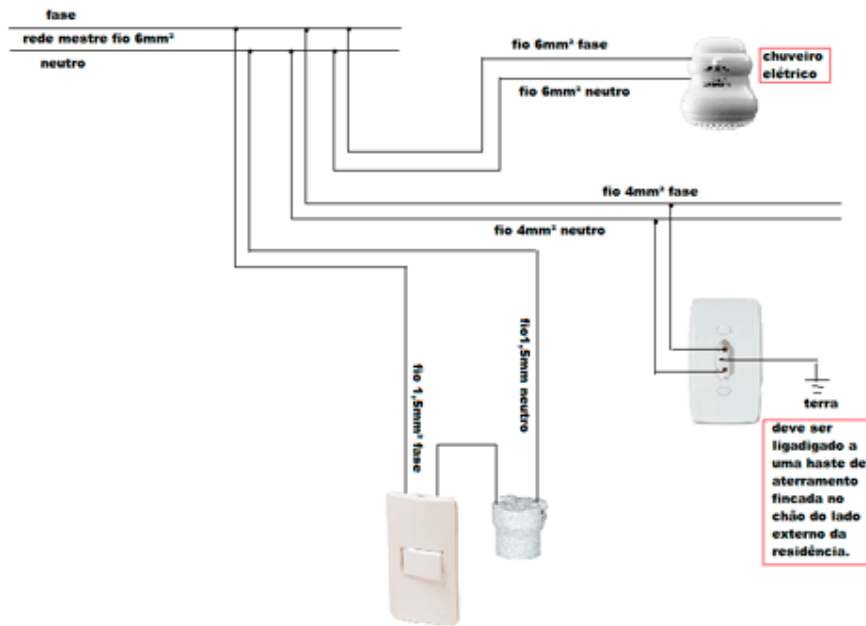 fase
rede mestre fio 6mm²
neutro
fio 6mm² fase
fio 6mm² neutro
chuveiro
elétrico
fio 4mm² fase
fio 4mm² neutro
fio 1,5mm² fase
fio1,5mm neutro
terra
deve ser
ligadigado a
uma haste de
aterramento
fincada no
chão do lado
externo da
residência.